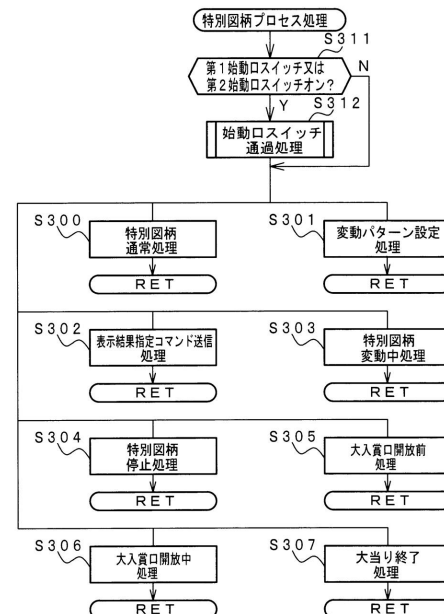 特別図柄プロセス処理
S311
第1始動口スイッチ又は
第2始動口スイッチオン?
N
Y
S312
始動口スイッチ
通過処理
S300
特別図柄
通常処理
RET
S301
変動パターン設定
処理
RET
S302
表示結果指定コマンド送信
処理
RET
S303
特別図柄
変動中処理
RET
S304
特別図柄
停止処理
RET
S305
大入賞口開放前
処理
RET
S306
大入賞口開放中
処理
RET
S307
大当り終了
処理
RET